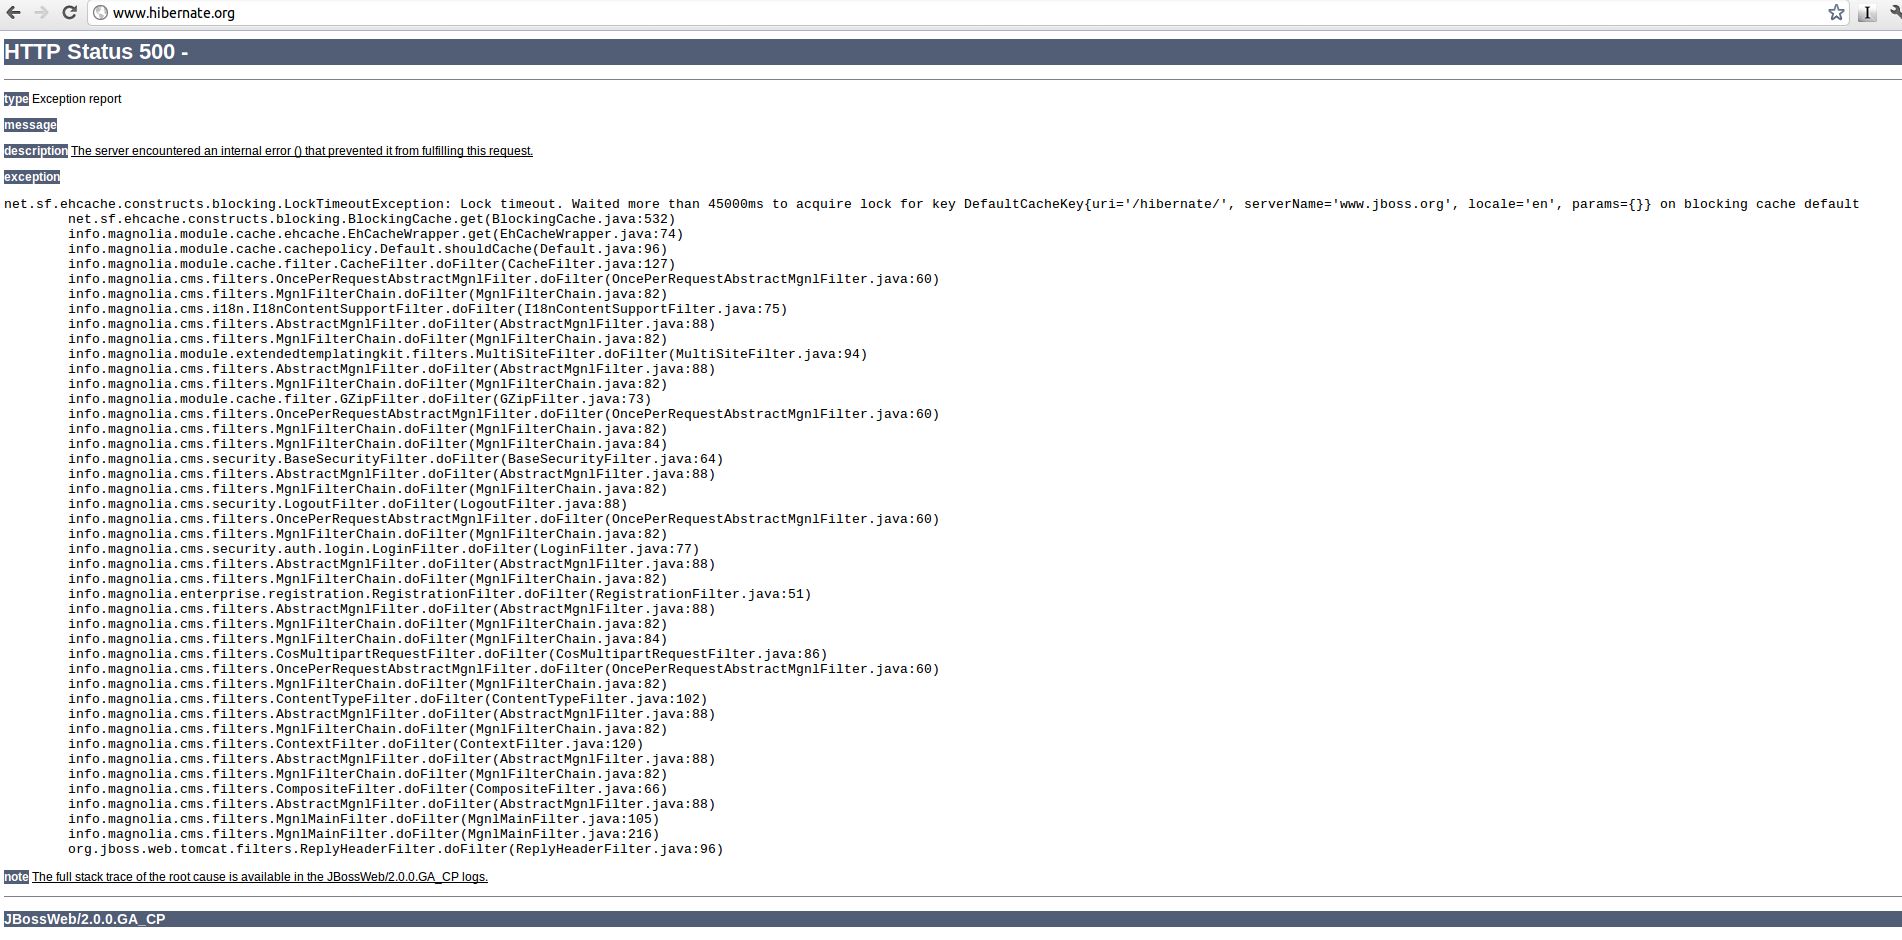 www.hibernate.org
HTTP Status 500 -
type Exception report
message
description The server encountered an internal error () that prevented it from fulfilling this request.
exception
net.sf.ehcache.constructs.blocking.LockTimeoutException: Lock timeout. Waited more than 45000ms to acquire lock for key DefaultCacheKey{uri='/hibernate/', serverName='www.jboss.org', locale='en', params={}} on blocking cache default
net.sf.ehcache.constructs.blocking.BlockingCache.get(BlockingCache.java:532)
info.magnolia.module.cache.ehcache.EhCacheWrapper.get(EhCacheWrapper.java:74)
info.magnolia.module.cache.cachepolicy.Default.shouldCache(Default.java:96)
info.magnolia.module.cache.filter.CacheFilter.doFilter(CacheFilter.java:127)
info.magnolia.cms.filters.OncePerRequestAbstractMgnlFilter.doFilter(OncePerRequestAbstractMgnlFilter.java:60)
info.magnolia.cms.filters.MgnlFilterChain.doFilter(MgnlFilterChain.java:82)
info.magnolia.cms.i18n.I18nContentSupportFilter.doFilter(I18nContentSupportFilter.java:75)
info.magnolia.cms.filters.AbstractMgnlFilter.doFilter(AbstractMgnlFilter.java:88)
info.magnolia.cms.filters.MgnlFilterChain.doFilter(MgnlFilterChain.java:82)
info.magnolia.module.extendedtemplatingkit.filters.MultiSiteFilter.doFilter(MultiSiteFilter.java:94)
info.magnolia.cms.filters.AbstractMgnlFilter.doFilter(AbstractMgnlFilter.java:88)
info.magnolia.cms.filters.MgnlFilterChain.doFilter(MgnlFilterChain.java:82)
info.magnolia.module.cache.filter.GZipFilter.doFilter(GZipFilter.java:73)
info.magnolia.cms.filters.OncePerRequestAbstractMgnlFilter.doFilter(OncePerRequestAbstractMgnlFilter.java:60)
info.magnolia.cms.filters.MgnlFilterChain.doFilter(MgnlFilterChain.java:82)
info.magnolia.cms.filters.MgnlFilterChain.doFilter(MgnlFilterChain.java:84)
info.magnolia.cms.security.BaseSecurityFilter.doFilter(BaseSecurityFilter.java:64)
info.magnolia.cms.filters.AbstractMgnlFilter.doFilter(AbstractMgnlFilter.java:88)
info.magnolia.cms.filters.MgnlFilterChain.doFilter(MgnlFilterChain.java:82)
info.magnolia.cms.security.LogoutFilter.doFilter(LogoutFilter.java:88)
info.magnolia.cms.filters.OncePerRequestAbstractMgnlFilter.doFilter(OncePerRequestAbstractMgnlFilter.java:60)
info.magnolia.cms.filters.MgnlFilterChain.doFilter(MgnlFilterChain.java:82)
info.magnolia.cms.security.auth.login.LoginFilter.doFilter(LoginFilter.java:77)
info.magnolia.cms.filters.AbstractMgnlFilter.doFilter(AbstractMgnlFilter.java:88)
info.magnolia.cms.filters.MgnlFilterChain.doFilter(MgnlFilterChain.java:82)
info.magnolia.enterprise.registration.RegistrationFilter.doFilter(RegistrationFilter.java:51)
info.magnolia.cms.filters.AbstractMgnlFilter.doFilter(AbstractMgnlFilter.java:88)
info.magnolia.cms.filters.MgnlFilterChain.doFilter(MgnlFilterChain.java:82)
info.magnolia.cms.filters.MgnlFilterChain.doFilter(MgnlFilterChain.java:84)
info.magnolia.cms.filters.CosMultipartRequestFilter.doFilter(CosMultipartRequestFilter.java:86)
info.magnolia.cms.filters.OncePerRequestAbstractMgnlFilter.doFilter(OncePerRequestAbstractMgnlFilter.java:60)
info.magnolia.cms.filters.MgnlFilterChain.doFilter(MgnlFilterChain.java:82)
info.magnolia.cms.filters.ContentTypeFilter.doFilter(ContentTypeFilter.java:102)
info.magnolia.cms.filters.AbstractMgnlFilter.doFilter(AbstractMgnlFilter.java:88)
info.magnolia.cms.filters.MgnlFilterChain.doFilter(MgnlFilterChain.java:82)
info.magnolia.cms.filters.ContextFilter.doFilter(ContextFilter.java:120)
info.magnolia.cms.filters.AbstractMgnlFilter.doFilter(AbstractMgnlFilter.java:88)
info.magnolia.cms.filters.MgnlFilterChain.doFilter(MgnlFilterChain.java:82)
info.magnolia.cms.filters.CompositeFilter.doFilter(CompositeFilter.java:66)
info.magnolia.cms.filters.AbstractMgnlFilter.doFilter(AbstractMgnlFilter.java:88)
info.magnolia.cms.filters.MgnlMainFilter.doFilter(MgnlMainFilter.java:105)
info.magnolia.cms.filters.MgnlMainFilter.doFilter(MgnlMainFilter.java:216)
org.jboss.web.tomcat.filters.ReplyHeaderFilter.doFilter(ReplyHeaderFilter.java:96)
note The full stack trace of the root cause is available in the JBossWeb/2.0.0.GA_CP logs.
JBossWeb/2.0.0.GA_CP